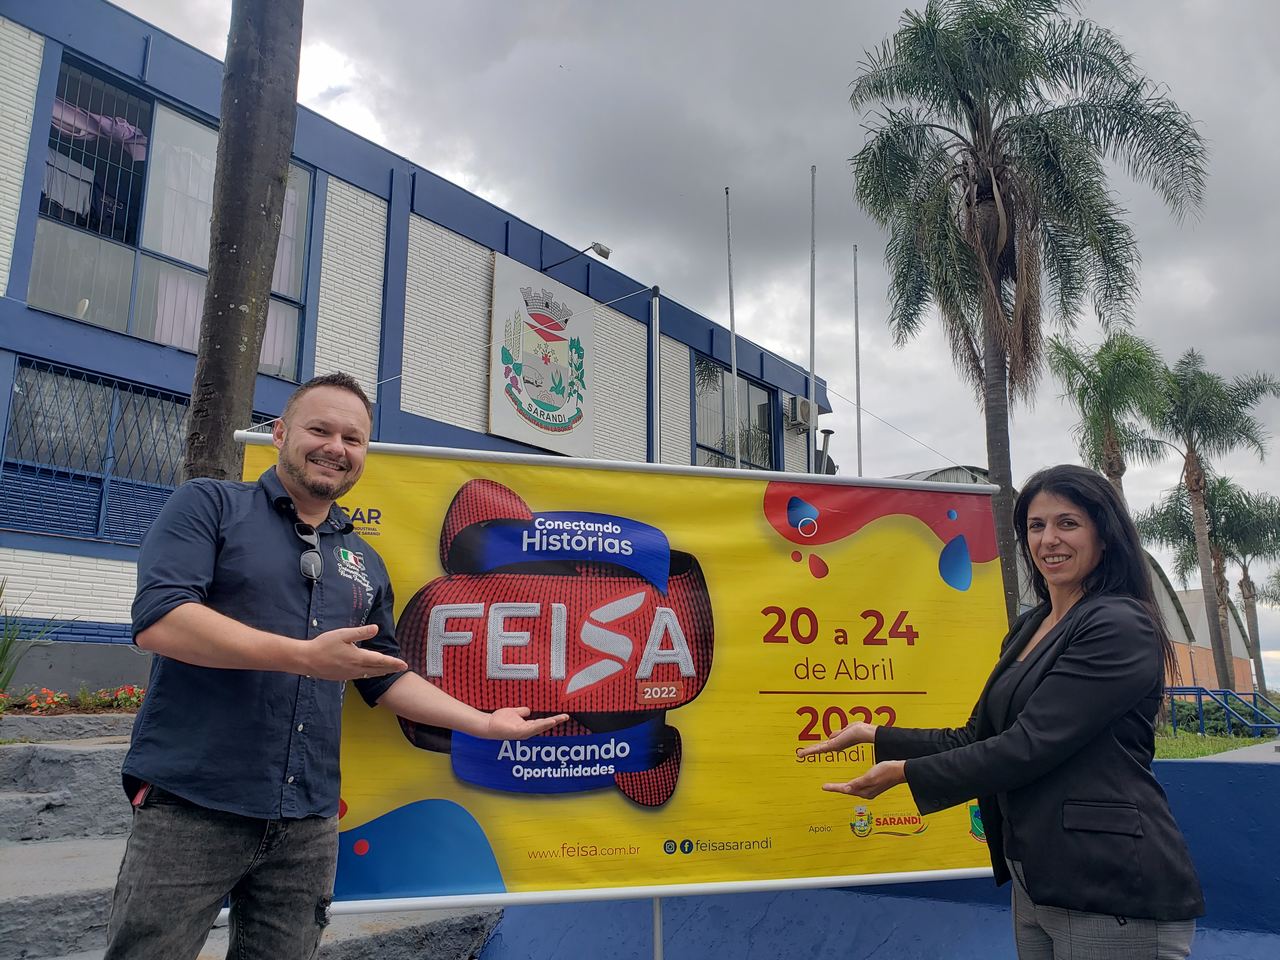 SARANDI
Conectando
Histórias
FEISA
2022
Abraçando
Oportunidades
20 a 24
de Abril
2022
Sarandi
Apoio:
SARANDI
www.feisa.com.br
feisasarandi